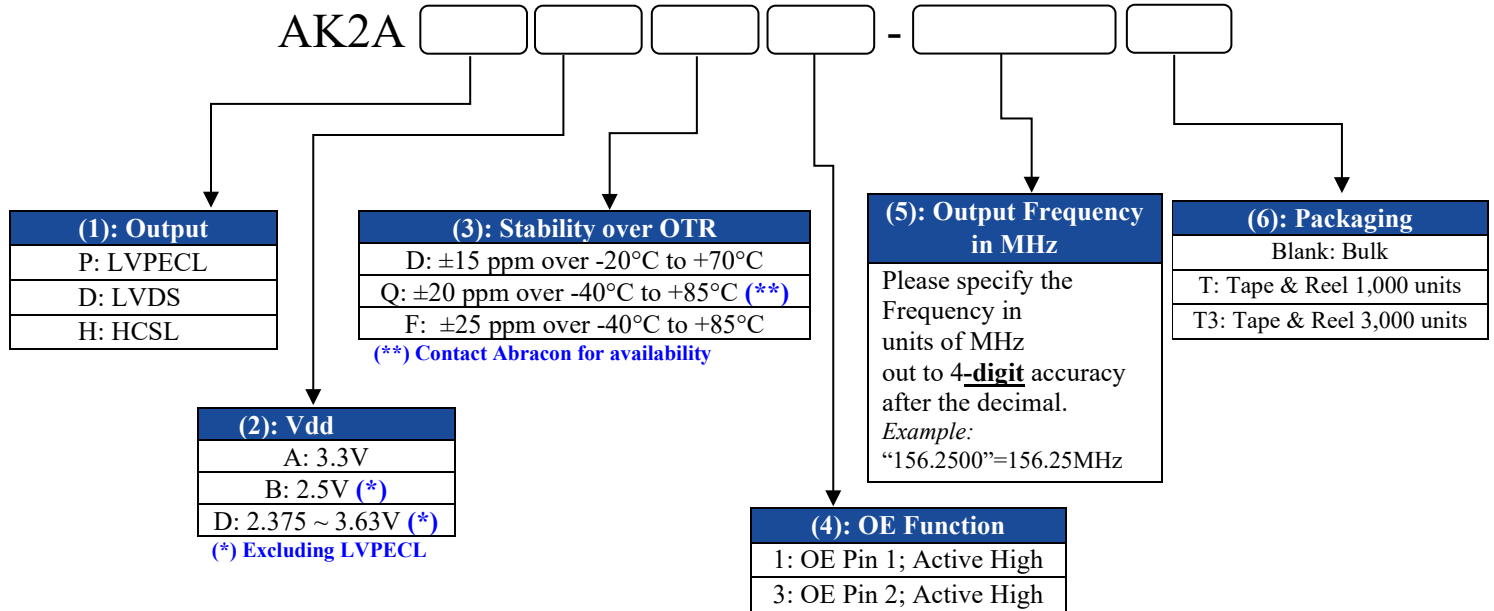 AK2A -
(1): Output
P: LVPECL
D: LVDS
H: HCSL
(2): Vdd
A: 3.3V
B: 2.5V (*)
D: 2.375 ~ 3.63V (*)
(*) Excluding LVPECL
(3): Stability over OTR
D: ±15 ppm over -20°C to +70°C
Q: ±20 ppm over -40°C to +85°C (**)
F: ±25 ppm over -40°C to +85°C
(**) Contact Abracon for availability
(4): OE Function
1: OE Pin 1; Active High
3: OE Pin 2; Active High
(5): Output Frequency
in MHz
Please specify the
Frequency in
units of MHz
out to 4-digit accuracy
after the decimal.
Example:
“156.2500”=156.25MHz
(6): Packaging
Blank: Bulk
T: Tape & Reel 1,000 units
T3: Tape & Reel 3,000 units